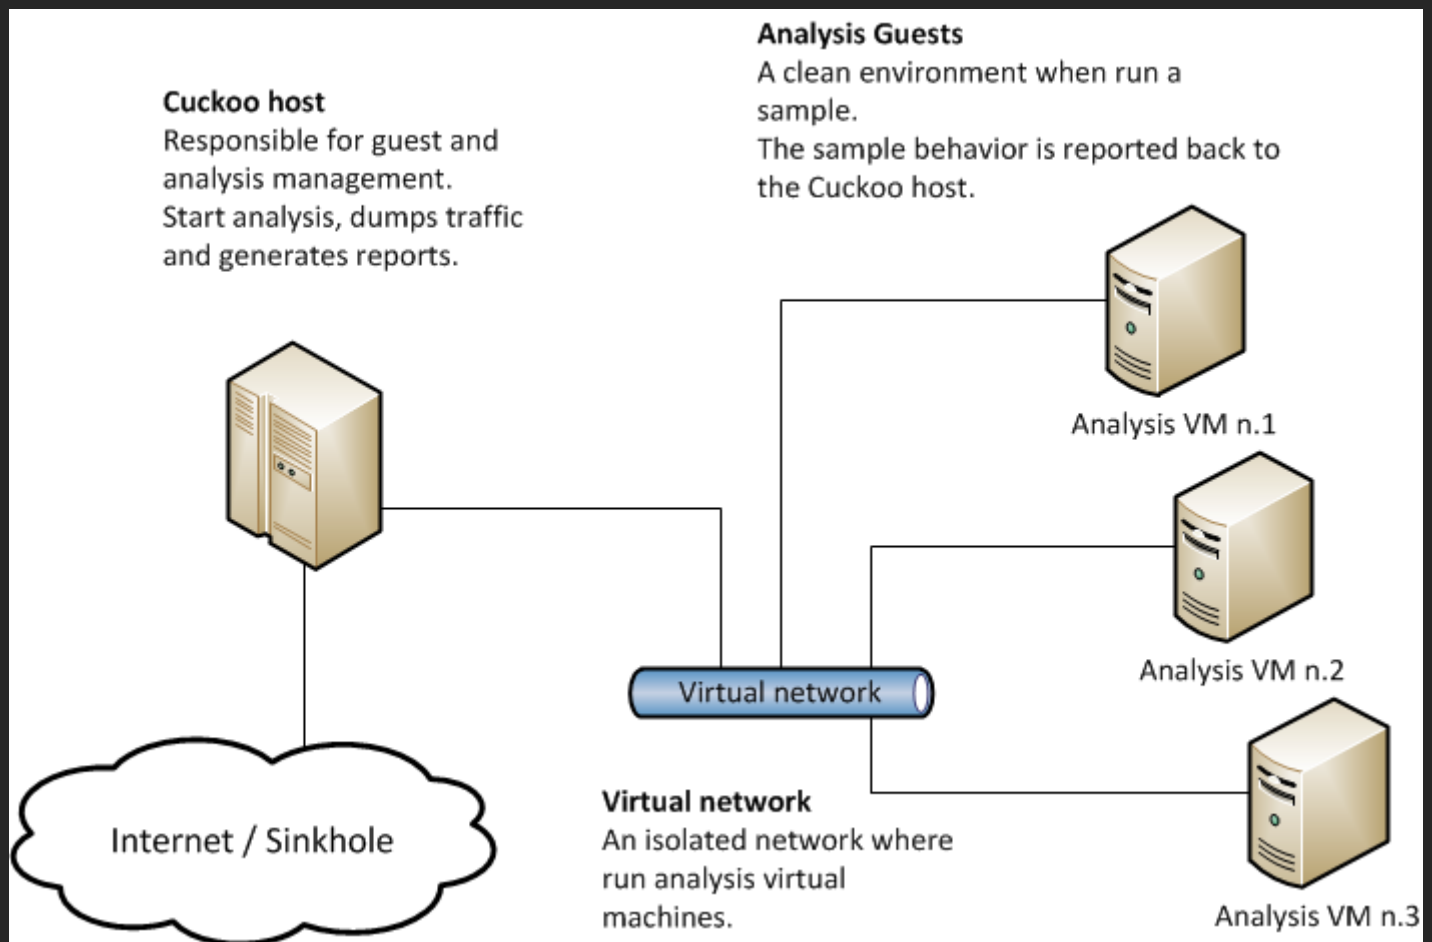 Cuckoo host
Responsible for guest and
analysis management.
Start analysis, dumps traffic
and generates reports.
Analysis Guests
A clean environment when run a
sample.
The sample behavior is reported back to
the Cuckoo host.
Analysis VM n.1
Analysis VM n.2
Virtual network
Analysis VM n.3
Internet / Sinkhole
Virtual network
An isolated network where
run analysis virtual
machines.